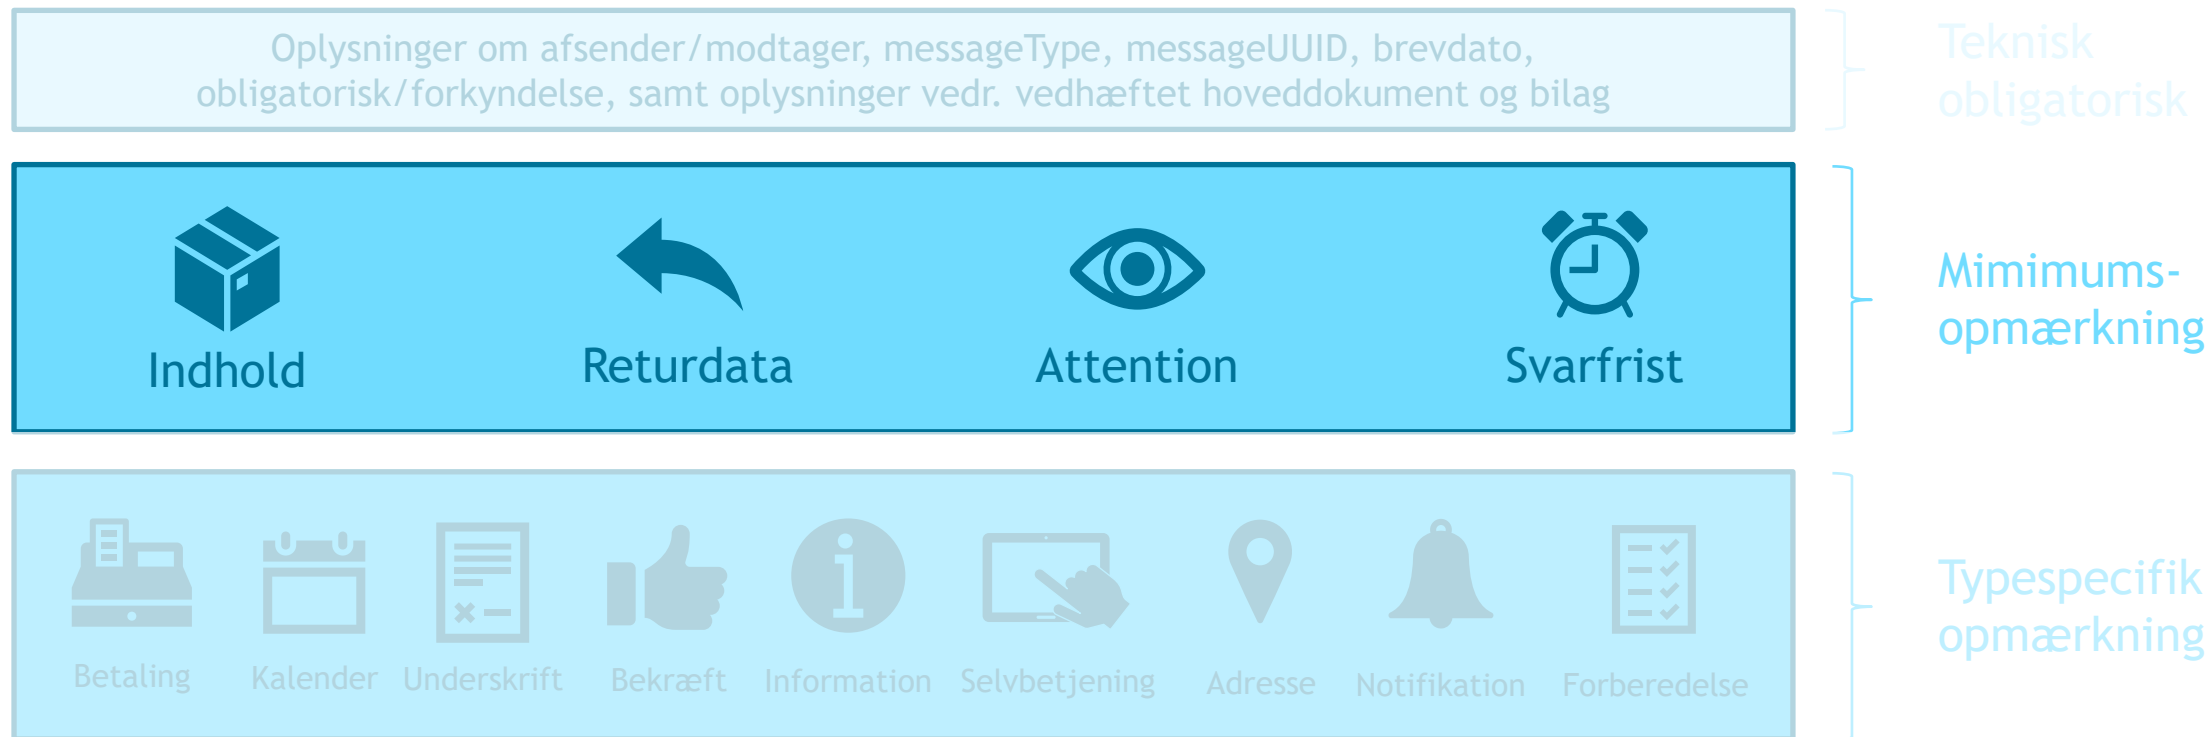 Oplysninger om afsender/modtager, messageType, messageUUID, brevdato,
obligatorisk/forkyndelse, samt oplysninger vedr. vedhæftet hoveddokument og bilag
Teknisk
obligatorisk
Indhold
Returdata
Attention
Svarfrist
Mimimums-
opmærkning
Betaling
Kalender
Underskrift
Bekræft
Information
Selvbetjening
Adresse
Notifikation
Forberedelse
Typespecifik
opmærkning